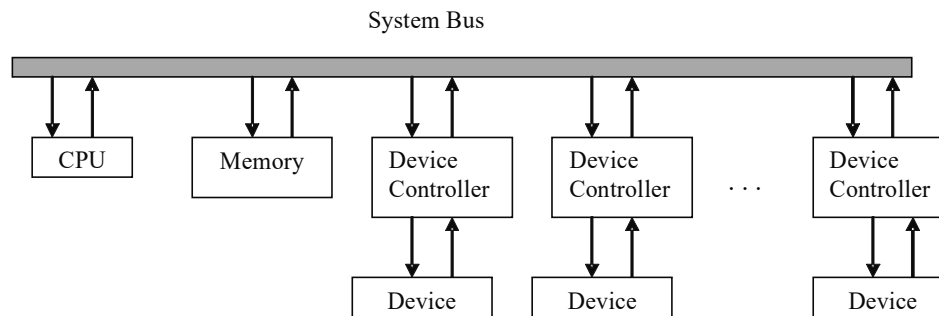 System Bus
CPU
Memory
Device
Controller
Device
Controller
. . .
Device
Controller
Device
Device
Device